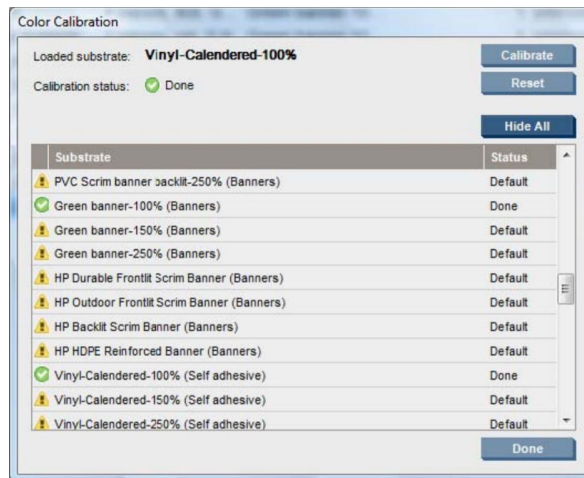 Color Calibration
Loaded substrate: Vinyl-Calendered-100% Calibrate
Calibration status: Done Reset
Hide All
Substrate Status
PVC Scrim banner backlit-250% (Banners) Default
Green banner-100% (Banners) Done
Green banner-150% (Banners) Default
Green banner-250% (Banners) Default
HP Durable Frontlit Scrim Banner (Banners) Default
HP Outdoor Frontlit Scrim Banner (Banners) Default
HP Backlit Scrim Banner (Banners) Default
HP HDPE Reinforced Banner (Banners) Default
Vinyl-Calendered-100% (Self adhesive) Done
Vinyl-Calendered-150% (Self adhesive) Default
Vinyl-Calendered-250% (Self adhesive) Default
Done